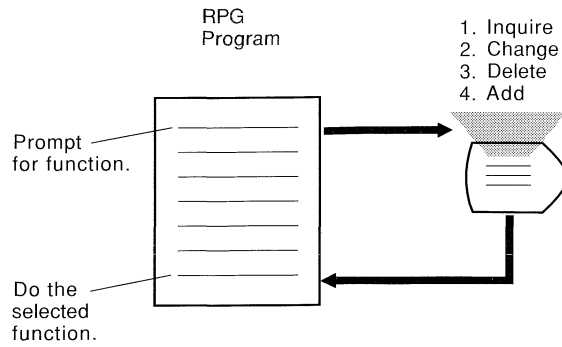 RPG
Program
1. Inquire
2. Change
3. Delete
4. Add
Prompt
for function.
Do the
selected
function.